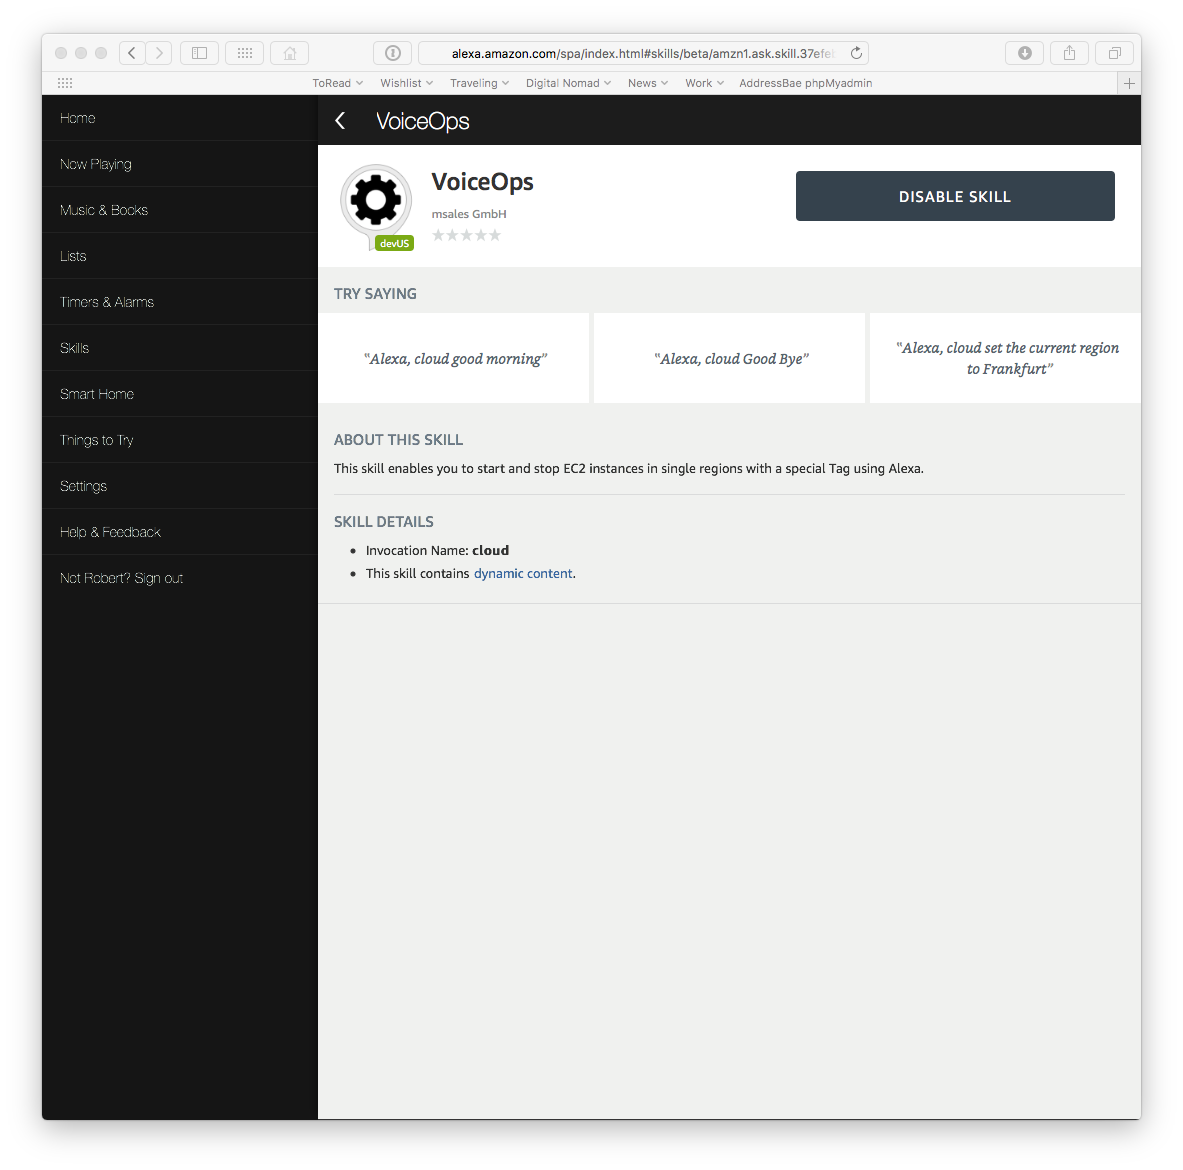 alexa.amazon.com/spa/index.html#skills/beta/amzn1.ask.skill.37efe
ToRead Wishlist Traveling Digital Nomad News Work AddressBae phpMyadmin
Home
Now Playing
Music & Books
Lists
Timers & Alarms
Skills
Smart Home
Things to Try
Settings
Help & Feedback
Not Robert? Sign out
VoiceOps
VoiceOps
msales GmbH
devUS
DISABLE SKILL
TRY SAYING
"Alexa, cloud good morning"
"Alexa, cloud Good Bye"
"Alexa, cloud set the current region
to Frankfurt"
ABOUT THIS SKILL
This skill enables you to start and stop EC2 instances in single regions with a special Tag using Alexa.
SKILL DETAILS
• Invocation Name: cloud
• This skill contains dynamic content.